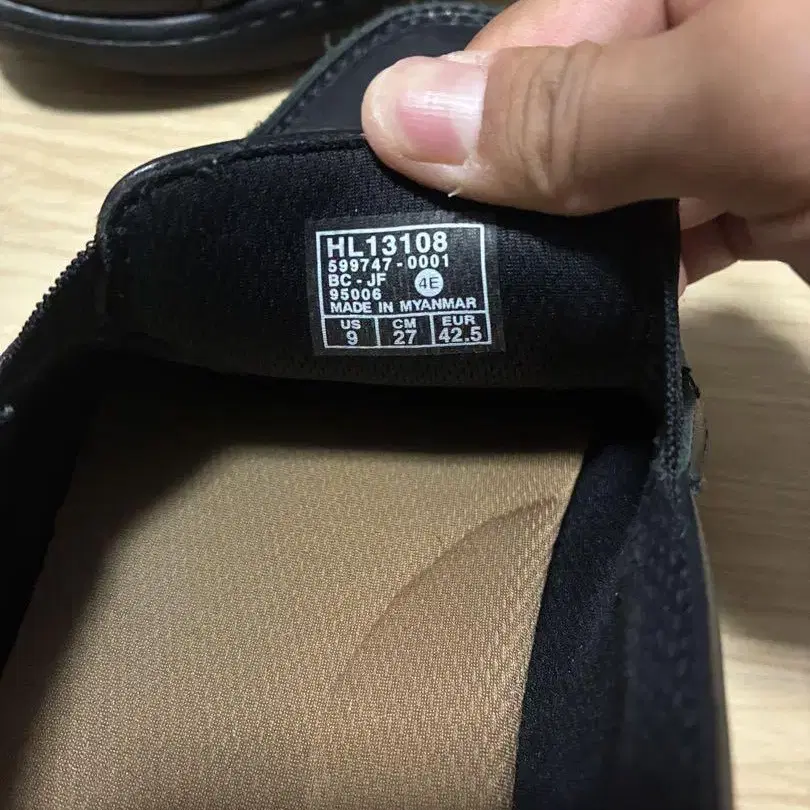 HL13108
599747-0001
BC-JF 4E
95006
MADE IN MYANMAR
US CM EUR
9 27 42.5